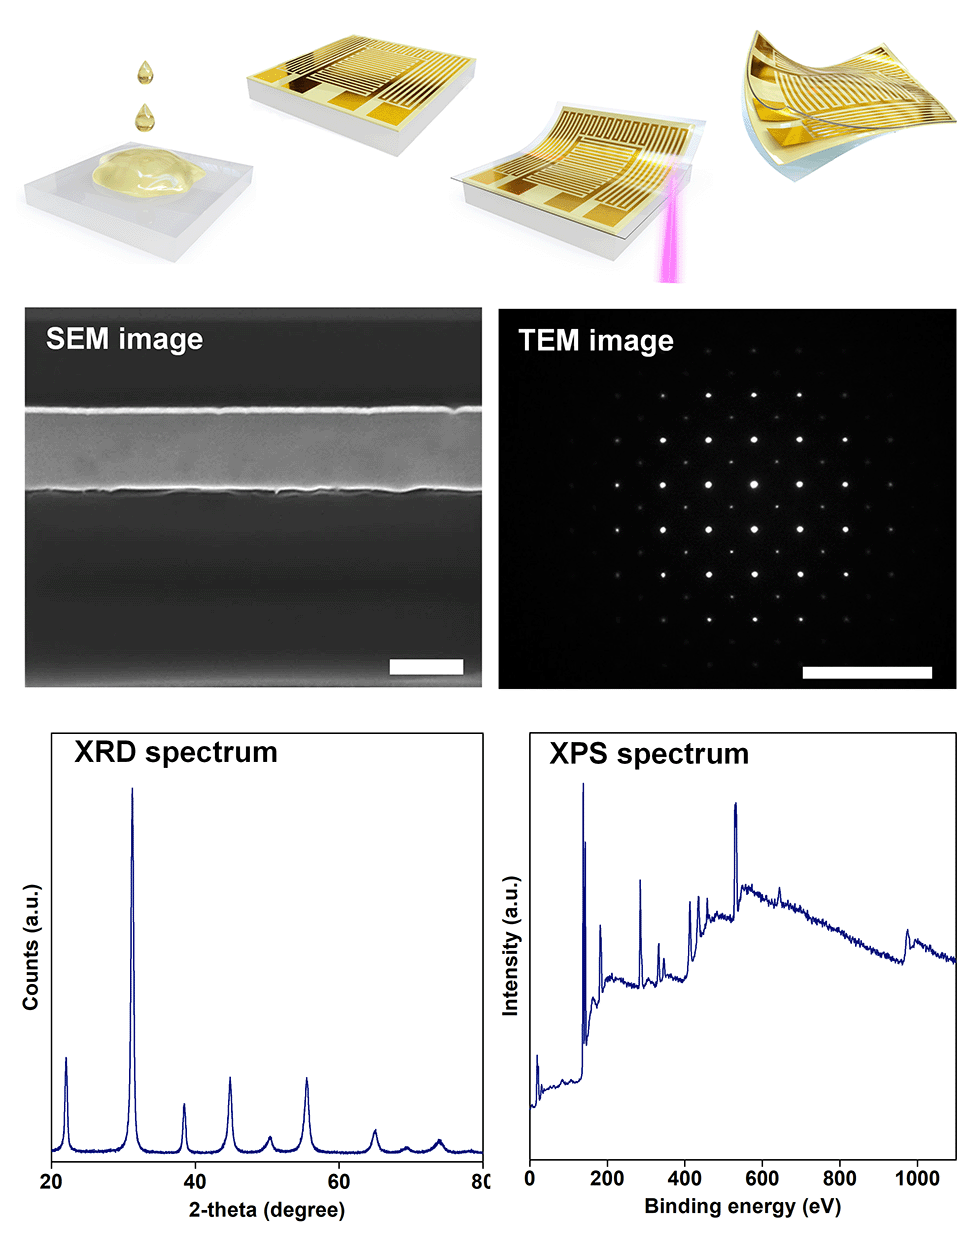 SEM image
TEM image
XRD spectrum
Counts (a.u.)
20
40
60
80
2-theta (degree)
XPS spectrum
Intensity (a.u.)
0
200
400
600
800
1000
Binding energy (eV)